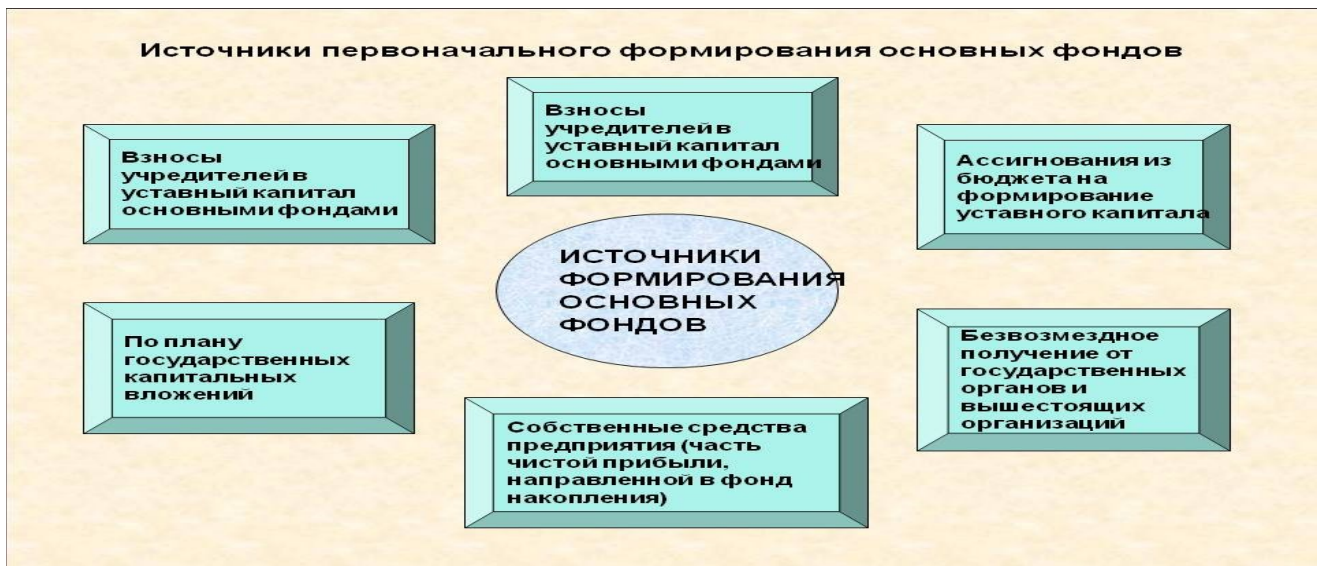 Источники первоначального формирования основных фондов
Взносы
учредителей в
уставный капитал
основными фондами
Взносы
учредителей в
уставный капитал
основными фондами
Ассигнования из
бюджета на
формирование
уставного капитала
ИСТОЧНИКИ
ФОРМИРОВАНИЯ
ОСНОВНЫХ
ФОНДОВ
По плану
государственных
капитальных
вложений
Собственные средства
предприятия (часть
чистой прибыли,
направленной в фонд
накопления)
Безвозмездное
получение от
государственных
органов и
вышестоящих
организаций